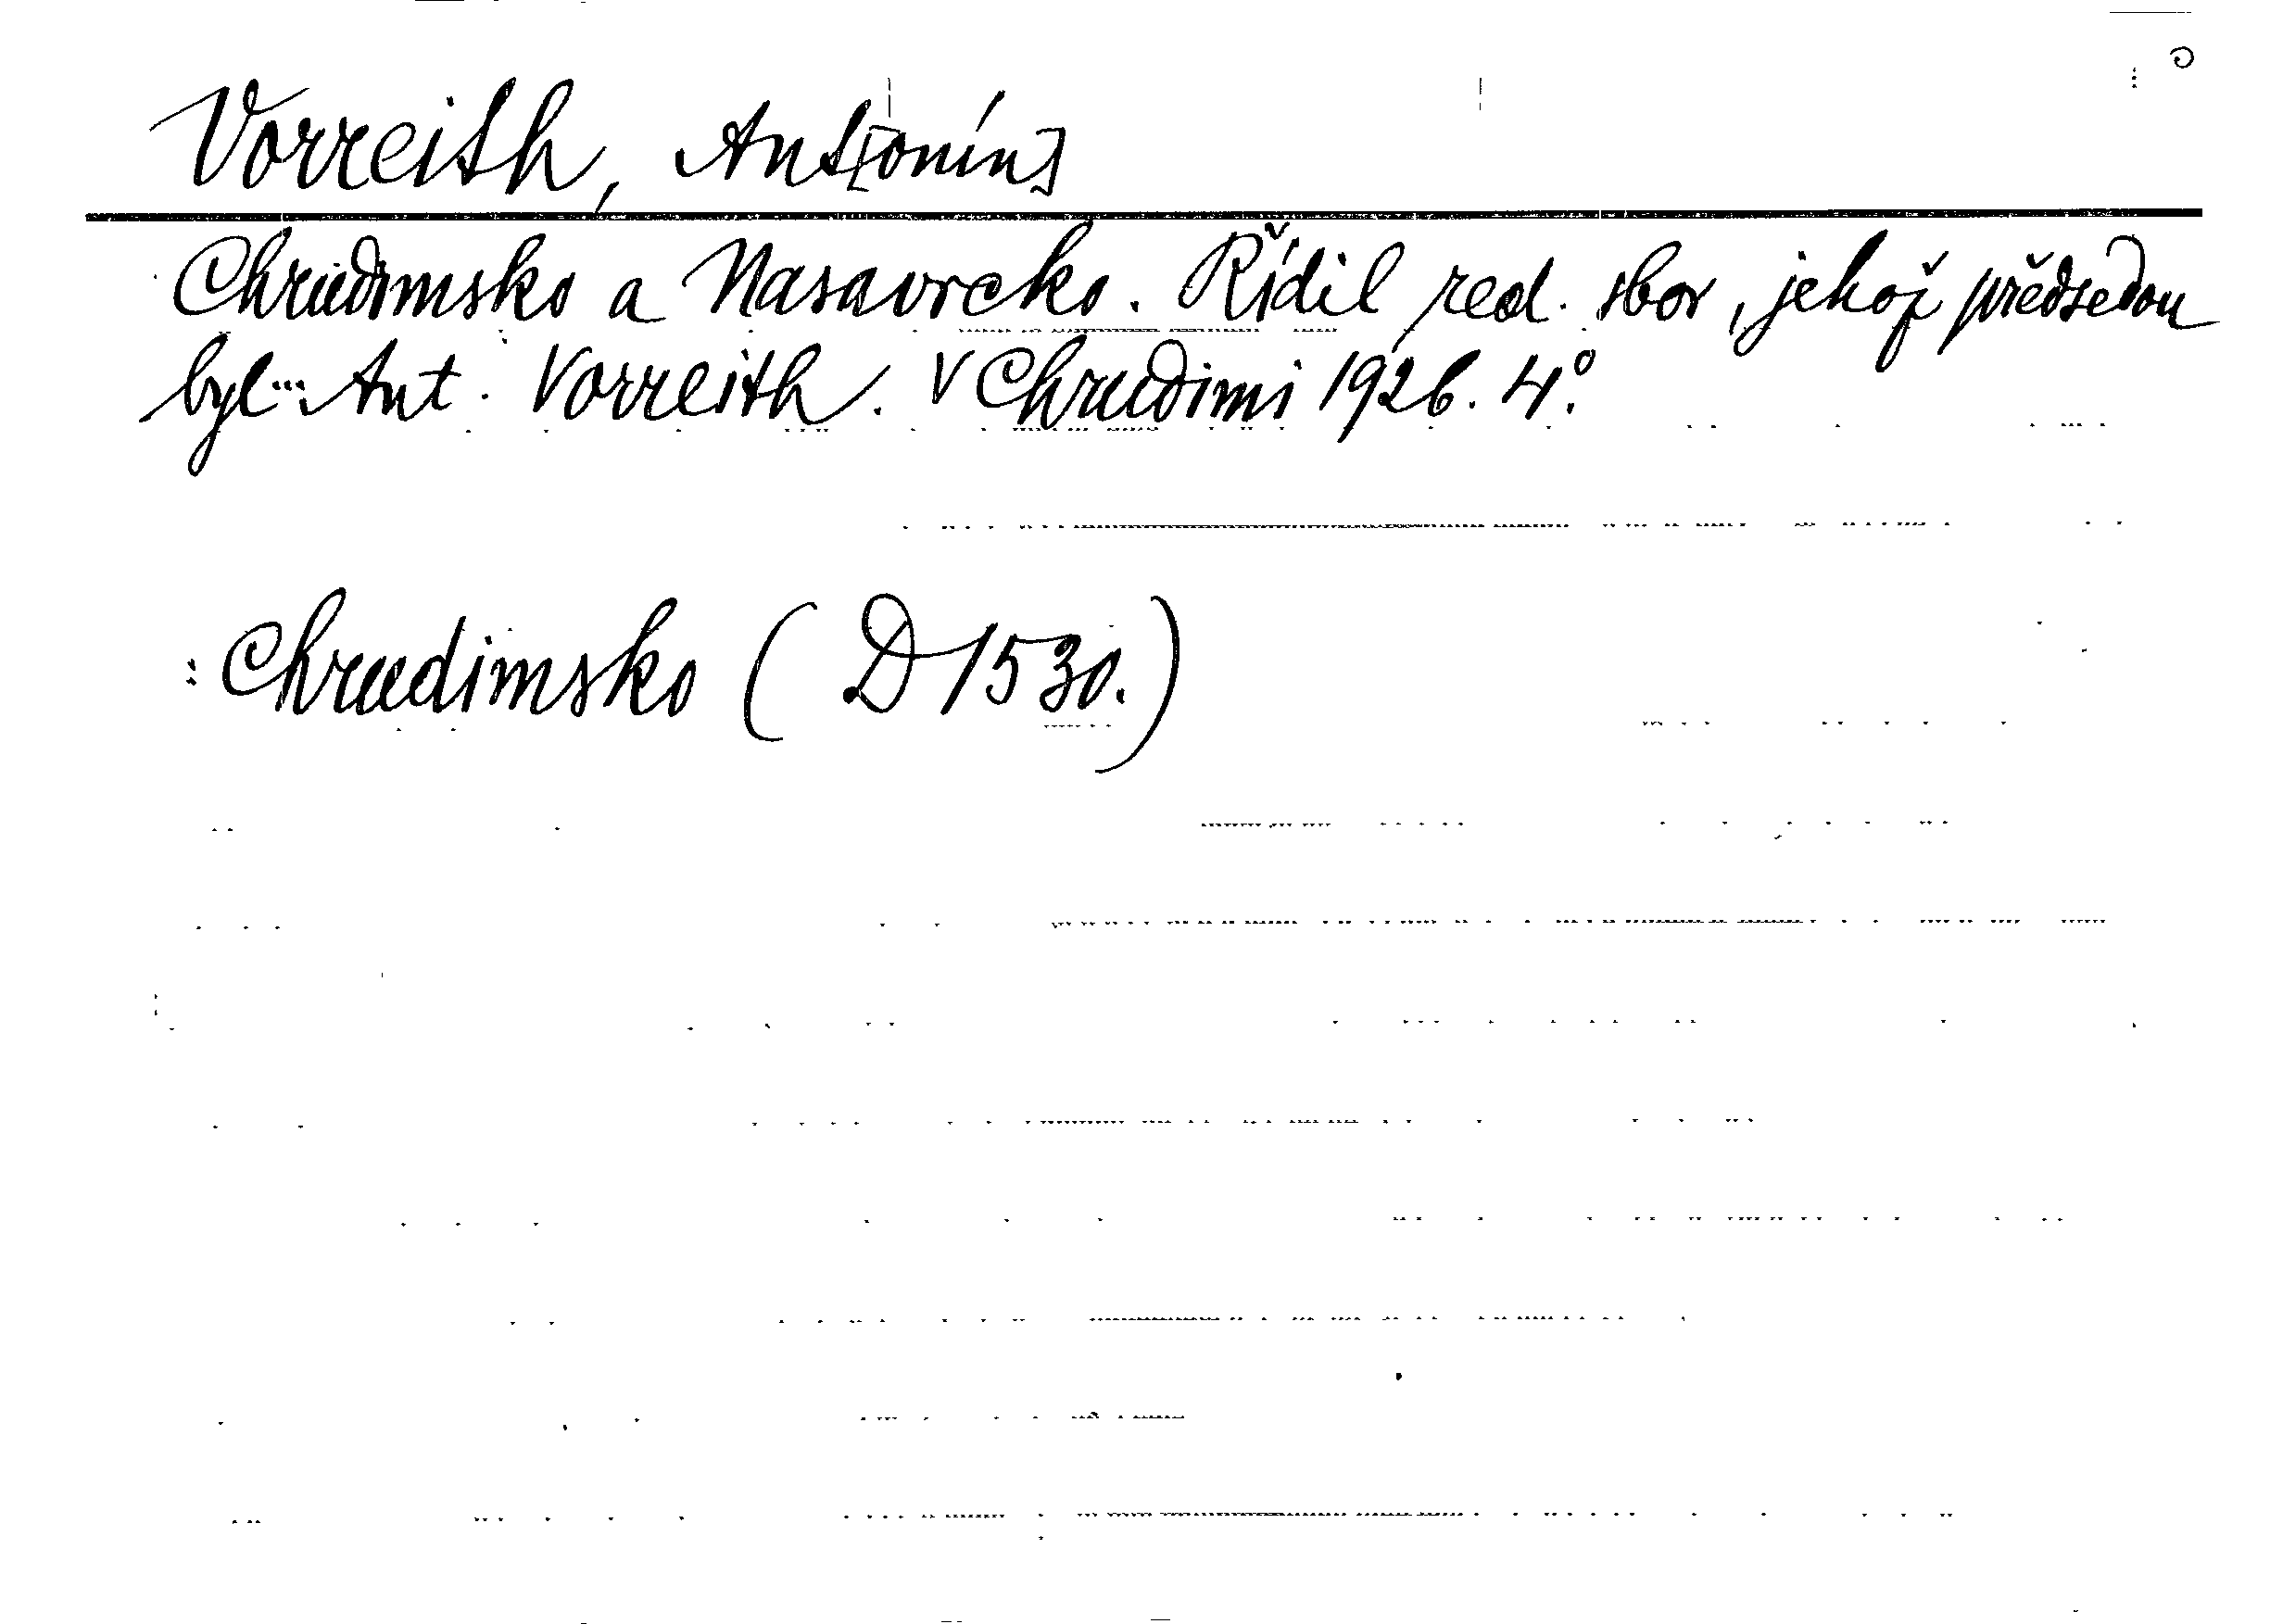 Vorreith, Ant[onín]
Chrudimsko a Nasavrcko. Řídil red. sbor, jehož předsedou
byl... Ant. Vorreith. V Chrudimi 1926. 4°.
Chrudimsko (D 1530.)